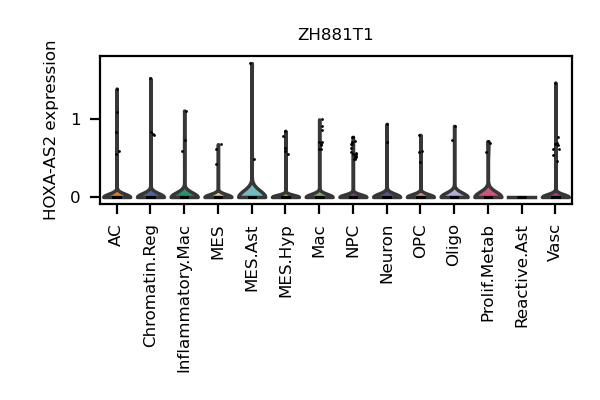 ZH881T1
HOXA-AS2 expression
1
0
AC
Chromatin.Reg
Inflammatory.Mac
MES
MES.Ast
MES.Hyp
Mac
NPC
Neuron
OPC
Oligo
Prolif.Metab
Reactive.Ast
Vasc